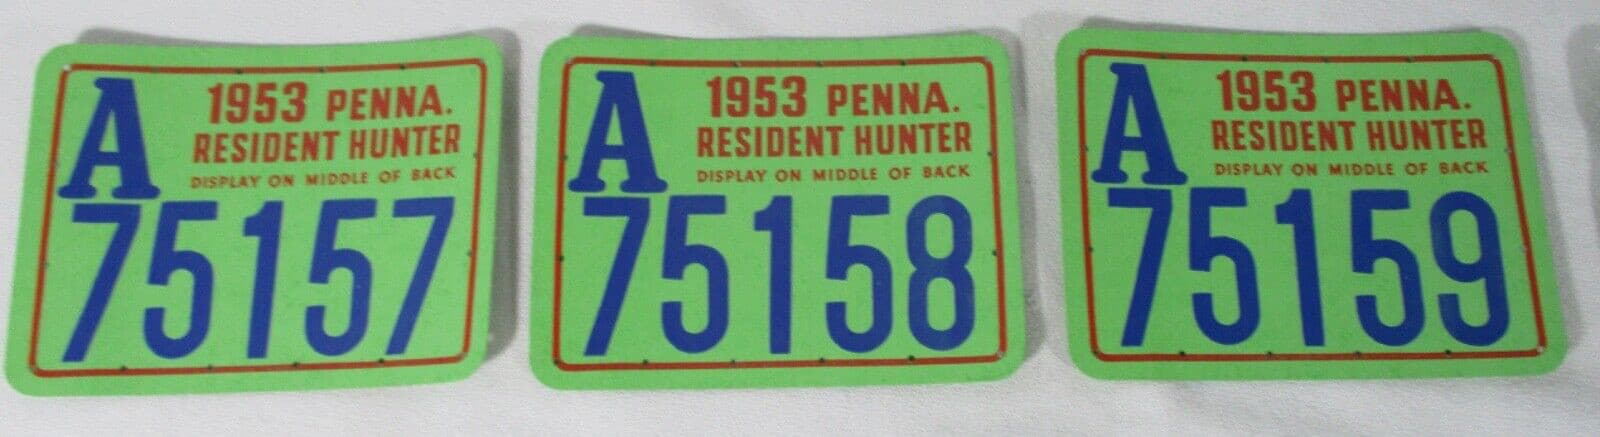 A
1953 PENNA.
RESIDENT HUNTER
DISPLAY ON MIDDLE OF BACK
75157
A
1953 PENNA.
RESIDENT HUNTER
DISPLAY ON MIDDLE OF BACK
75158
A
1953 PENNA.
RESIDENT HUNTER
DISPLAY ON MIDDLE OF BACK
75159